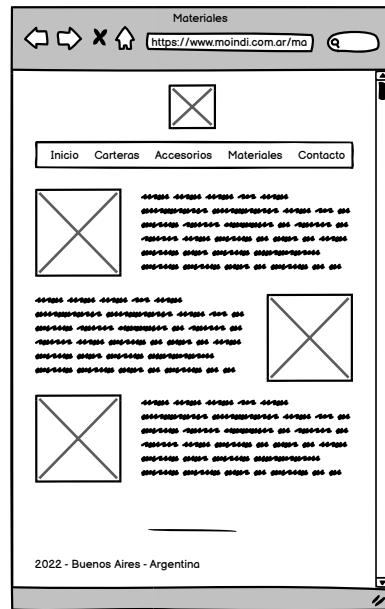 Materiales
https://www.moindi.com.ar/ma
Inicio Carteras Accesorios Materiales Contacto
2022 - Buenos Aires - Argentina